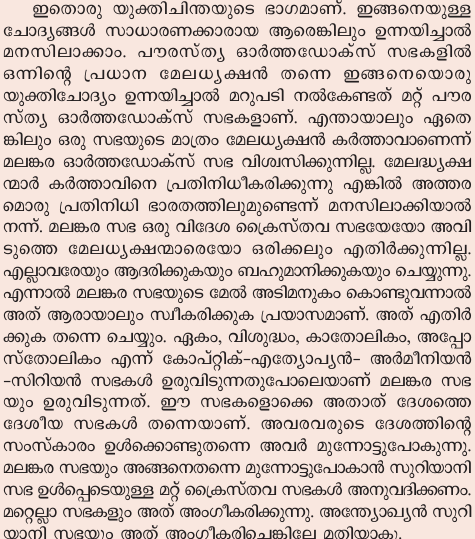 ഇതൊരു യുക്തിചിന്തയുടെ ഭാഗമാണ്. ഇങ്ങനെയുള്ള
ചോദ്യങ്ങൾ സാധാരണക്കാരായ ആരെങ്കിലും ഉന്നയിച്ചാൽ
മനസിലാക്കാം. പൗരസ്ത്യ ഓർത്തഡോക്സ് സഭകളിൽ
ഒന്നിന്റെ പ്രധാന മേലധ്യക്ഷൻ തന്നെ ഇങ്ങനെയൊരു
യുക്തിചോദ്യം ഉന്നയിച്ചാൽ മറുപടി നൽകേണ്ടത് മറ്റ് പൗര
സ്ത്യ ഓർത്തഡോക്സ് സഭകളാണ്. എന്തായാലും ഏതെ
ങ്കിലും ഒരു സഭയുടെ മാത്രം മേലധ്യക്ഷൻ കർത്താവാണെന്ന്
മലങ്കര ഓർത്തഡോക്സ് സഭ വിശ്വസിക്കുന്നില്ല. മേലദ്ധ്യക്ഷ
ന്മാർ കർത്താവിനെ പ്രതിനിധീകരിക്കുന്നു എങ്കിൽ അത്തര
മൊരു പ്രതിനിധി ഭാരതത്തിലുമുണ്ടെന്ന് മനസിലാക്കിയാൽ
നന്ന്. മലങ്കര സഭ ഒരു വിദേശ ക്രൈസ്തവ സഭയേയോ അവി
ടുത്തെ മേലധ്യക്ഷന്മാരെയോ ഒരിക്കലും എതിർക്കുന്നില്ല.
എല്ലാവരേയും ആദരിക്കുകയും ബഹുമാനിക്കുകയും ചെയ്യുന്നു.
എന്നാൽ മലങ്കര സഭയുടെ മേൽ അടിമനുകം കൊണ്ടുവന്നാൽ
അത് ആരായാലും സ്വീകരിക്കുക പ്രയാസമാണ്. അത് എതിർ
ക്കുക തന്നെ ചെയ്യും. ഏകം, വിശുദ്ധം, കാതോലികം, അപ്പോ
സ്തോലികം എന്ന് കോപ്റ്റിക്-എത്യോപ്യൻ- അർമീനിയൻ
-സിറിയൻ സഭകൾ ഉരുവിടുന്നതുപോലെയാണ് മലങ്കര സഭ
യും ഉരുവിടുന്നത്. ഈ സഭകളൊക്കെ അതാത് ദേശത്തെ
ദേശീയ സഭകൾ തന്നെയാണ്. അവരവരുടെ ദേശത്തിന്റെ
സംസ്കാരം ഉൾക്കൊണ്ടുതന്നെ അവർ മുന്നോട്ടുപോകുന്നു.
മലങ്കര സഭയും അങ്ങനെതന്നെ മുന്നോട്ടുപോകാൻ സുറിയാനി
സഭ ഉൾപ്പെടെയുള്ള മറ്റ് ക്രൈസ്തവ സഭകൾ അനുവദിക്കണം.
മറ്റെല്ലാ സഭകളും അത് അംഗീകരിക്കുന്നു. അന്ത്യോഖ്യൻ സുറി
യാനി സഭയും അത് അംഗീകരിച്ചെങ്കിലേ മതിയാകൂ.